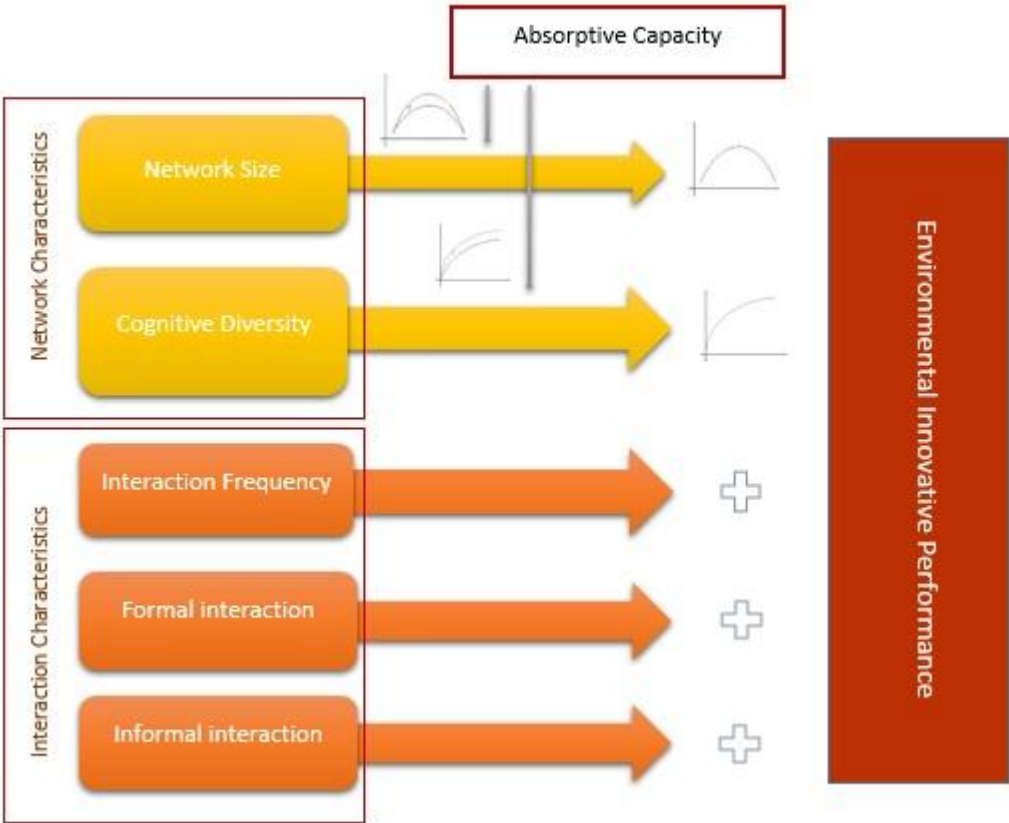 Absorptive Capacity
Network Characteristics
Network Size
Cognitive Diversity
Interaction Characteristics
Interaction Frequency
Formal interaction
Informal interaction
Environmental Innovative Performance